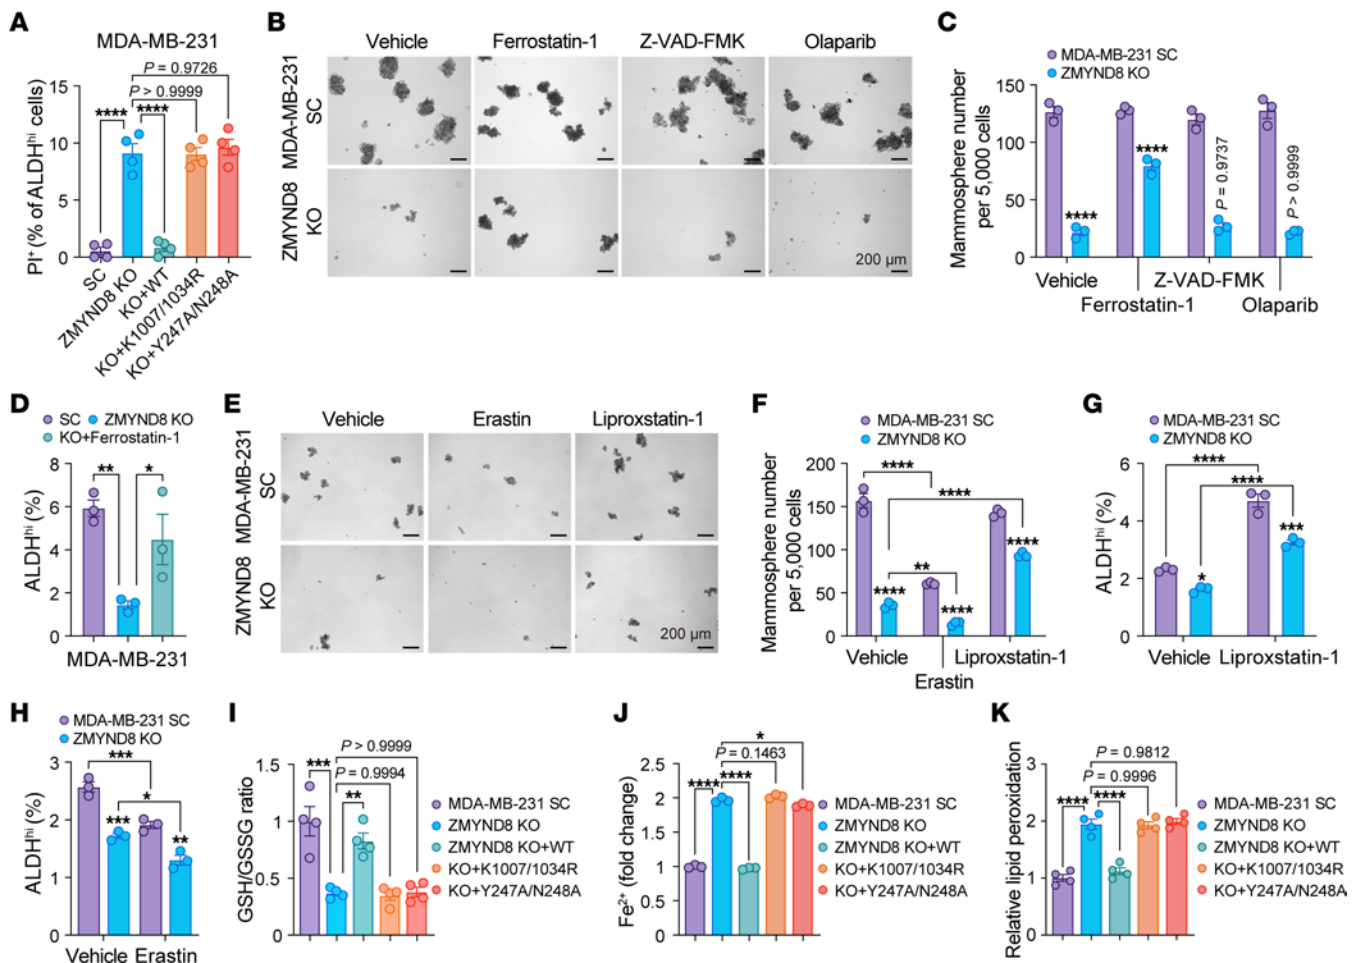 A
MDA-MB-231
P = 0.9726
P > 0.9999
**** ****
PI⁺ (% of ALDHʰⁱ cells)
15
10
5
0
SC
ZMYND8 KO
KO+WT
KO+K1007/1034R
KO+Y247A/N248A
B
Vehicle Ferrostatin-1 Z-VAD-FMK Olaparib
MDA-MB-231
SC
ZMYND8
KO
200 µm
C
MDA-MB-231 SC
ZMYND8 KO
Mammosphere number
per 5,000 cells
150
100
50
0
****
****
P = 0.9737
P > 0.9999
Vehicle Z-VAD-FMK
Ferrostatin-1 Olaparib
D
SC ZMYND8 KO
KO+Ferrostatin-1
ALDHʰⁱ (%)
8
6
4
2
0
** *
MDA-MB-231
E
Vehicle Erastin Liproxstatin-1
MDA-MB-231
SC
ZMYND8
KO
200 µm
F
MDA-MB-231 SC
ZMYND8 KO
Mammosphere number
per 5,000 cells
200
150
100
50
0
****
****
**
****
****
****
Vehicle Liproxstatin-1
Erastin
G
MDA-MB-231 SC
ZMYND8 KO
ALDHʰⁱ (%)
6
4
2
0
****
****
***
*
Vehicle Liproxstatin-1
H
MDA-MB-231 SC
ZMYND8 KO
ALDHʰⁱ (%)
3
2
1
0
***
*
***
**
Vehicle Erastin
I
GSH/GSSG ratio
1.5
1
0.5
0
P > 0.9999
*** P = 0.9994
**
MDA-MB-231 SC
ZMYND8 KO
ZMYND8 KO+WT
KO+K1007/1034R
KO+Y247A/N248A
J
Fe²⁺ (fold change)
2.5
2
1.5
1
0.5
0
*
P = 0.1463
**** ****
MDA-MB-231 SC
ZMYND8 KO
ZMYND8 KO+WT
KO+K1007/1034R
KO+Y247A/N248A
K
Relative lipid peroxidation
3
2
1
0
P = 0.9812
P = 0.9996
**** ****
MDA-MB-231 SC
ZMYND8 KO
ZMYND8 KO+WT
KO+K1007/1034R
KO+Y247A/N248A